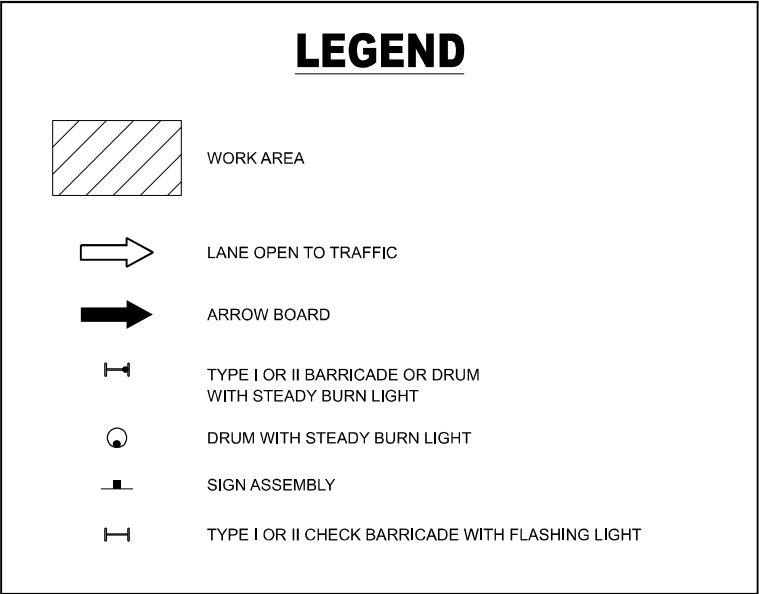 LEGEND
WORK AREA
LANE OPEN TO TRAFFIC
ARROW BOARD
TYPE I OR II BARRICADE OR DRUM
WITH STEADY BURN LIGHT
DRUM WITH STEADY BURN LIGHT
SIGN ASSEMBLY
TYPE I OR II CHECK BARRICADE WITH FLASHING LIGHT